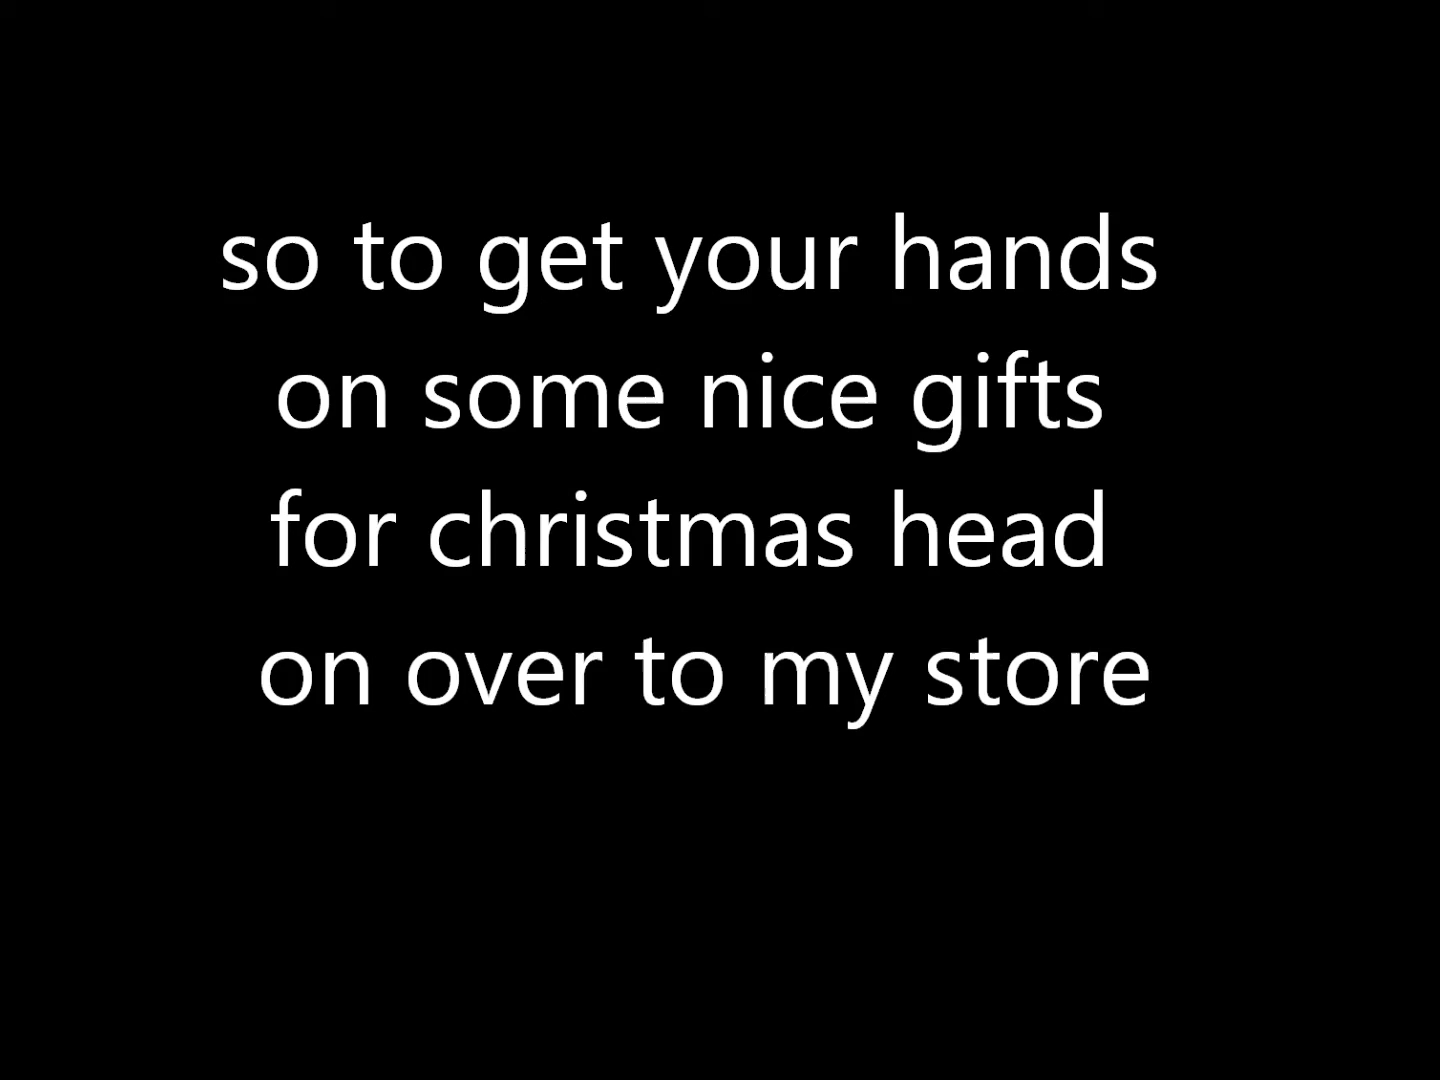 so to get your hands
on some nice gifts
for christmas head
on over to my store